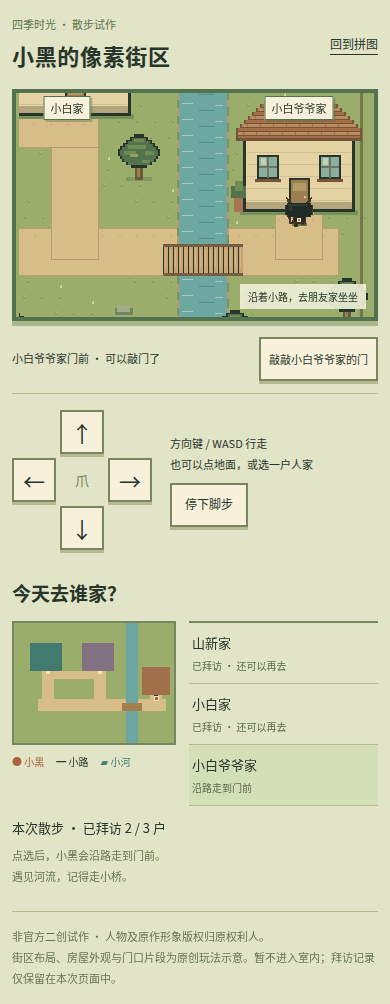 四季时光 · 散步试作
小黑的像素街区
回到拼图
小白家
小白爷爷家
沿着小路，去朋友家坐坐
小白爷爷家门前 · 可以敲门了
敲敲小白爷爷家的门
↑
← 爪 →
↓
方向键 / WASD 行走
也可以点地面，或选一户人家
停下脚步
今天去谁家？
山新家
已拜访 · 还可以再去
小白家
已拜访 · 还可以再去
小白爷爷家
沿路走到门前
小黑 小路 小河
本次散步 · 已拜访 2 / 3 户
点选后，小黑会沿路走到门前。
遇见河流，记得走小桥。
非官方二创试作 · 人物及原作形象版权归原权利人。
街区布局、房屋外观与门口片段为原创玩法示意。暂不进入室内；拜访记录
仅保留在本次页面中。